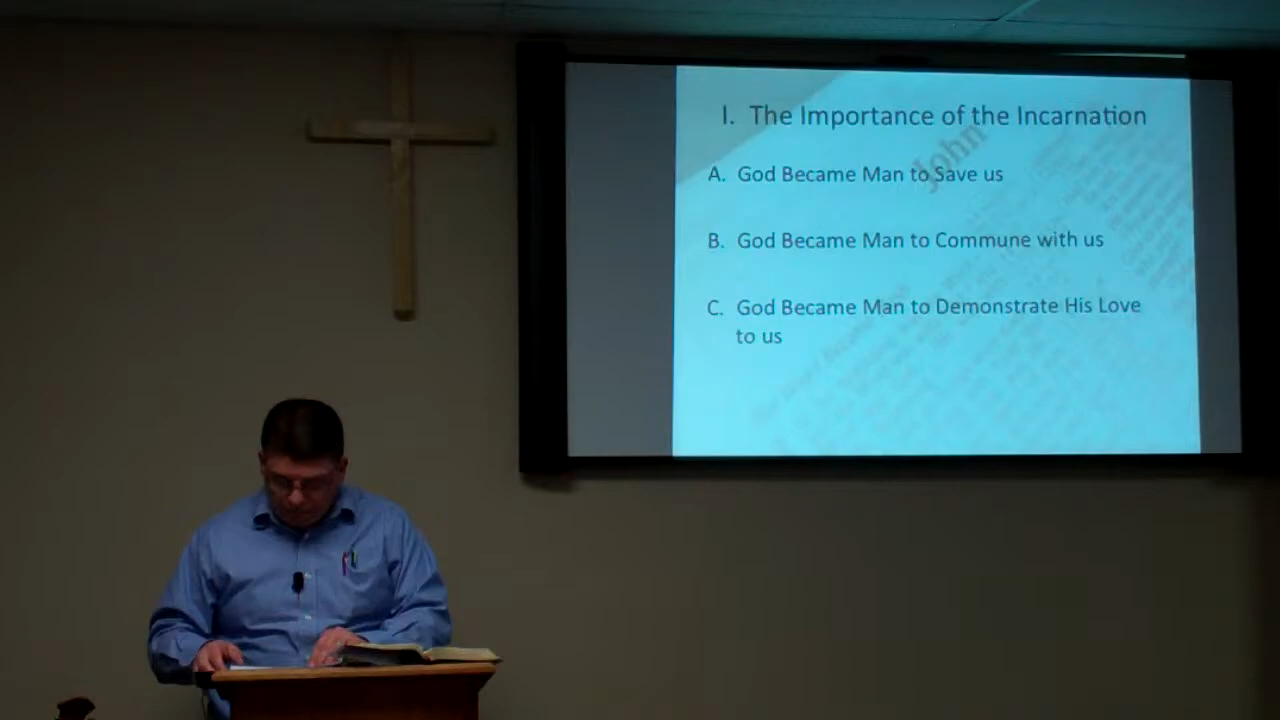 I. The Importance of the Incarnation
John
A. God Became Man to Save us
B. God Became Man to Commune with us
C. God Became Man to Demonstrate His Love
to us